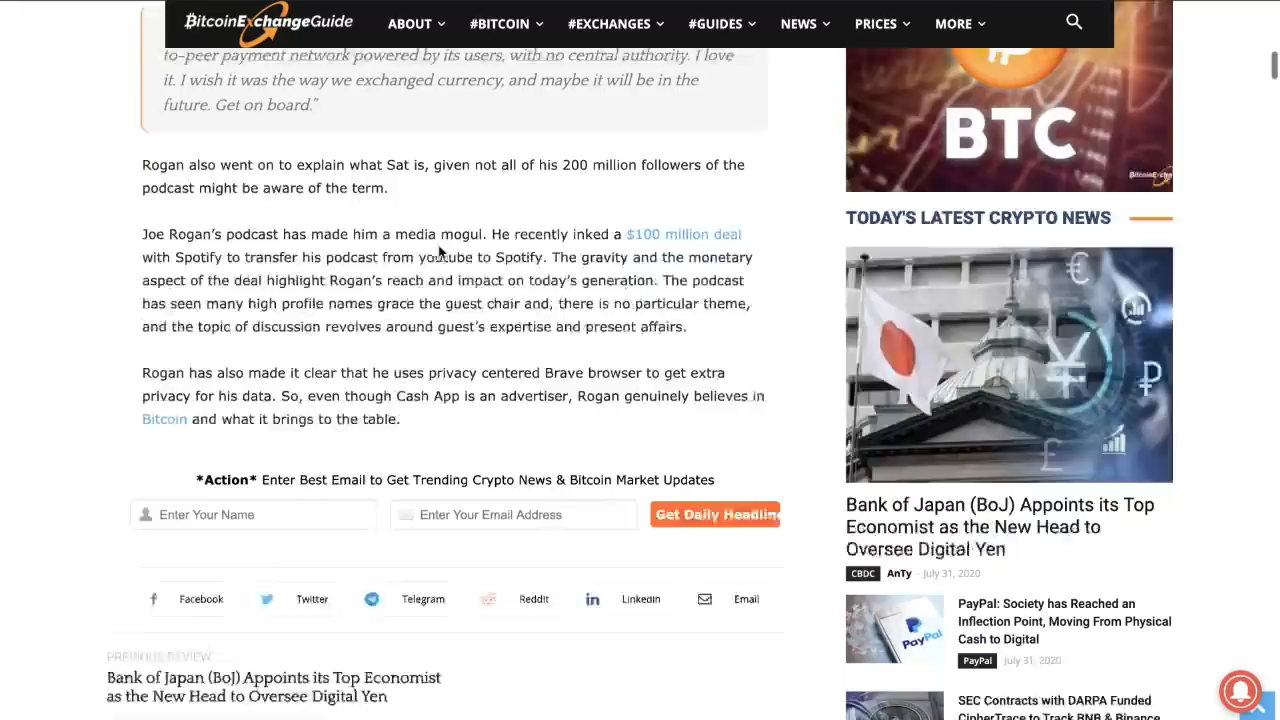 BitcoinExchangeGuide
ABOUT
#BITCOIN
#EXCHANGES
#GUIDES
NEWS
PRICES
MORE
to-peer payment network powered by its users, with no central authority. I love
it. I wish it was the way we exchanged currency, and maybe it will be in the
future. Get on board."
Rogan also went on to explain what Sat is, given not all of his 200 million followers of the
podcast might be aware of the term.
Joe Rogan's podcast has made him a media mogul. He recently inked a $100 million deal
with Spotify to transfer his podcast from youtube to Spotify. The gravity and the monetary
aspect of the deal highlight Rogan's reach and impact on today's generation. The podcast
has seen many high profile names grace the guest chair and, there is no particular theme,
and the topic of discussion revolves around guest's expertise and present affairs.
Rogan has also made it clear that he uses privacy centered Brave browser to get extra
privacy for his data. So, even though Cash App is an advertiser, Rogan genuinely believes in
Bitcoin and what it brings to the table.
*Action* Enter Best Email to Get Trending Crypto News & Bitcoin Market Updates
Enter Your Name
Enter Your Email Address
Get Daily Headline
Facebook
Twitter
Telegram
ReddIt
Linkedin
Email
PREVIOUS REVIEW
Bank of Japan (BoJ) Appoints its Top Economist
as the New Head to Oversee Digital Yen
BTC
TODAY'S LATEST CRYPTO NEWS
Bank of Japan (BoJ) Appoints its Top
Economist as the New Head to
Oversee Digital Yen
CBDC AnTy - July 31, 2020
PayPal
PayPal: Society has Reached an
Inflection Point, Moving From Physical
Cash to Digital
PayPal July 31, 2020
SEC Contracts with DARPA Funded
CipherTrace to Track BNB & Binance